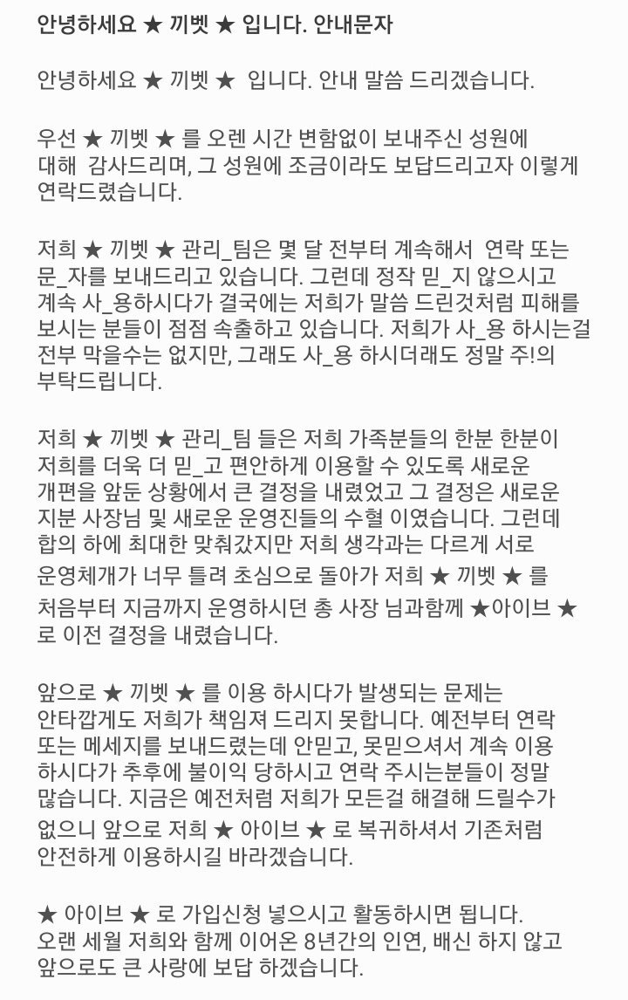 안녕하세요 ★ 끼벳 ★ 입니다. 안내문자
안녕하세요 ★ 끼벳 ★  입니다. 안내 말씀 드리겠습니다.
우선 ★ 끼벳 ★ 를 오렌 시간 변함없이 보내주신 성원에
대해  감사드리며, 그 성원에 조금이라도 보답드리고자 이렇게
연락드렸습니다.
저희 ★ 끼벳 ★ 관리_팀은 몇 달 전부터 계속해서  연락 또는
문_자를 보내드리고 있습니다. 그런데 정작 믿_지 않으시고
계속 사_용하시다가 결국에는 저희가 말씀 드린것처럼 피해를
보시는 분들이 점점 속출하고 있습니다. 저희가 사_용 하시는걸
전부 막을수는 없지만, 그래도 사_용 하시더래도 정말 주!의
부탁드립니다.
저희 ★ 끼벳 ★ 관리_팀 들은 저희 가족분들의 한분 한분이
저희를 더욱 더 믿_고 편안하게 이용할 수 있도록 새로운
개편을 앞둔 상황에서 큰 결정을 내렸었고 그 결정은 새로운
지분 사장님 및 새로운 운영진들의 수혈 이였습니다. 그런데
합의 하에 최대한 맞춰갔지만 저희 생각과는 다르게 서로
운영체개가 너무 틀려 초심으로 돌아가 저희 ★ 끼벳 ★ 를
처음부터 지금까지 운영하시던 총 사장 님과함께 ★아이브 ★
로 이전 결정을 내렸습니다.
앞으로 ★ 끼벳 ★ 를 이용 하시다가 발생되는 문제는
안타깝게도 저희가 책임져 드리지 못합니다. 예전부터 연락
또는 메세지를 보내드렸는데 안믿고, 못믿으셔서 계속 이용
하시다가 추후에 불이익 당하시고 연락 주시는분들이 정말
많습니다. 지금은 예전처럼 저희가 모든걸 해결해 드릴수가
없으니 앞으로 저희 ★ 아이브 ★ 로 복귀하셔서 기존처럼
안전하게 이용하시길 바라겠습니다.
★ 아이브 ★ 로 가입신청 넣으시고 활동하시면 됩니다.
오랜 세월 저희와 함께 이어온 8년간의 인연, 배신 하지 않고
앞으로도 큰 사랑에 보답 하겠습니다.